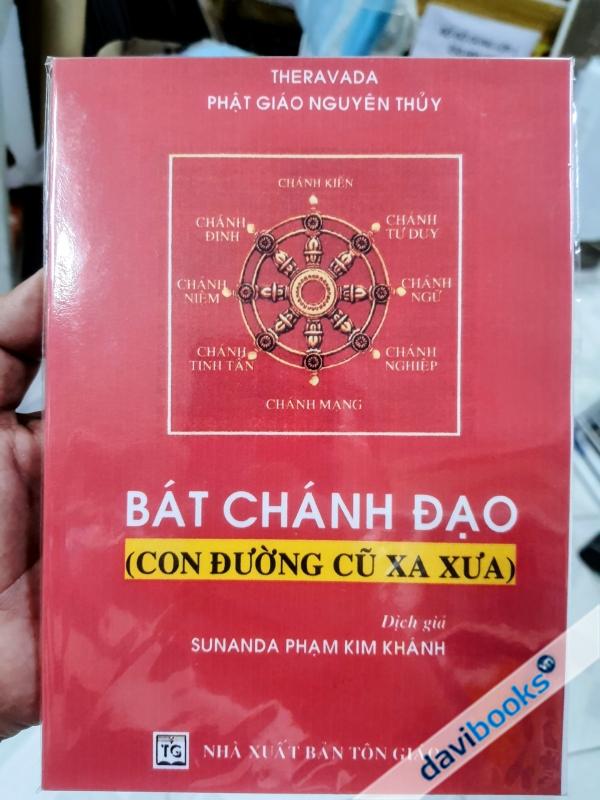 THERAVADA
PHẬT GIÁO NGUYÊN THỦY
CHÁNH KIẾN
CHÁNH
ĐỊNH
CHÁNH
TƯ DUY
CHÁNH
NIỆM
CHÁNH
NGỮ
CHÁNH
TINH TẤN
CHÁNH
NGHIỆP
CHÁNH MẠNG
BÁT CHÁNH ĐẠO
(CON ĐƯỜNG CŨ XA XƯA)
Dịch giả
SUNANDA PHẠM KIM KHÁNH
TG
NHÀ XUẤT BẢN TÔN GIÁO
davibooks.vn